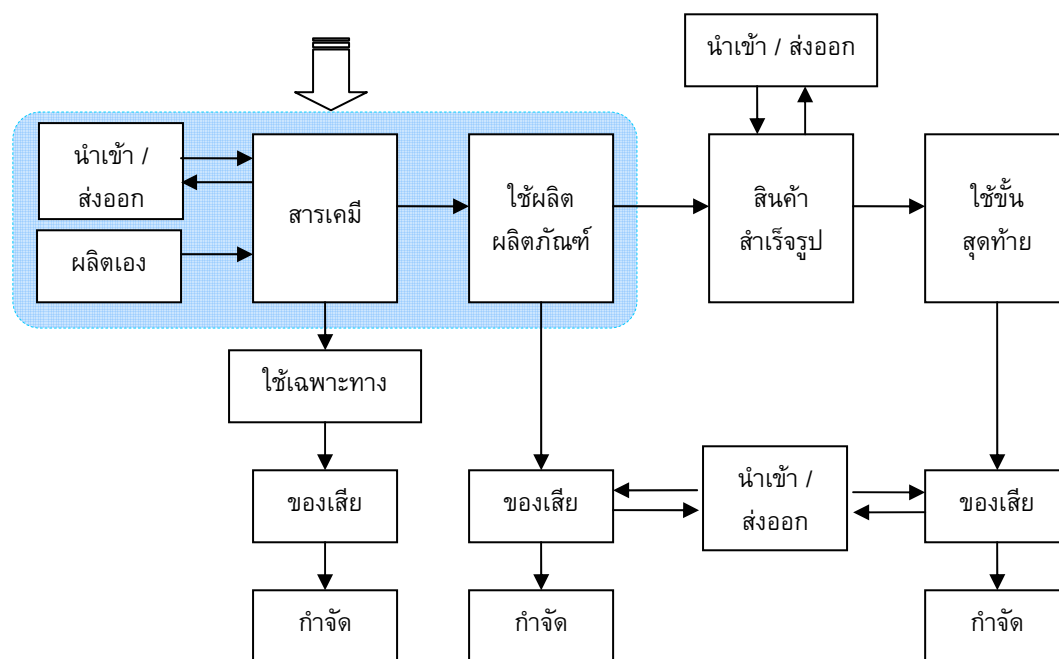 นำเข้า / ส่งออก
นำเข้า /
ส่งออก
ผลิตเอง
สารเคมี
ใช้ผลิต
ผลิตภัณฑ์
สินค้า
สำเร็จรูป
ใช้ขั้น
สุดท้าย
ใช้เฉพาะทาง
ของเสีย
ของเสีย
นำเข้า /
ส่งออก
ของเสีย
กำจัด
กำจัด
กำจัด